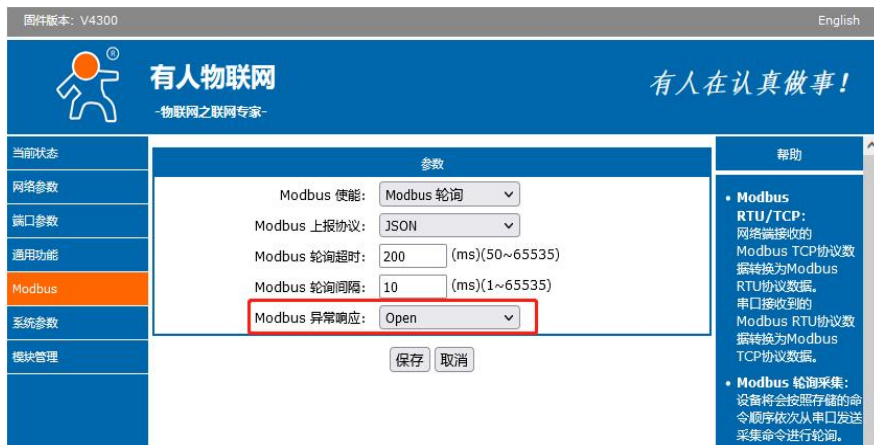 固件版本: V4300
English
®
有人物联网
-物联网之联网专家-
有人在认真做事!
当前状态
网络参数
端口参数
通用功能
Modbus
系统参数
模块管理
参数
Modbus 使能: Modbus 轮询
Modbus 上报协议: JSON
Modbus 轮询超时: 200 (ms)(50~65535)
Modbus 轮询间隔: 10 (ms)(1~65535)
Modbus 异常响应: Open
保存 取消
帮助
• Modbus
RTU/TCP:
网络端接收的
Modbus TCP协议数
据转换为Modbus
RTU协议数据。
串口接收到的
Modbus RTU协议数
据转换为Modbus
TCP协议数据。
• Modbus 轮询采集:
设备将会按照存储的命
令顺序依次从串口发送
采集命令进行轮询。